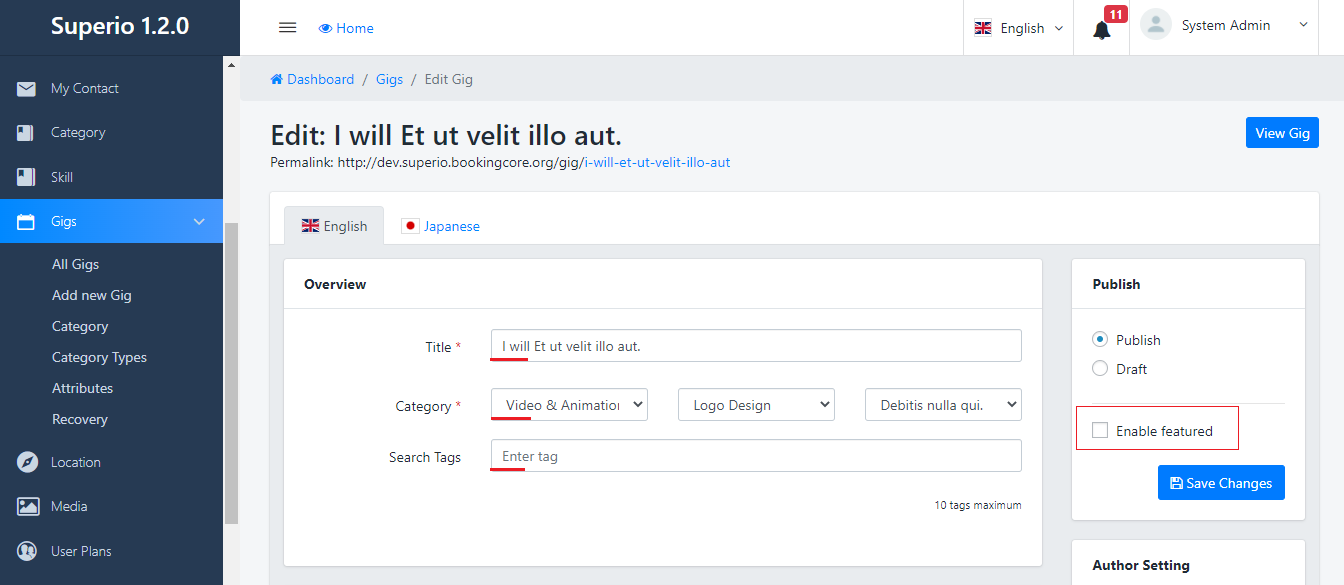 Superio 1.2.0
Home
English
11
System Admin
My Contact
Category
Skill
Gigs
All Gigs
Add new Gig
Category
Category Types
Attributes
Recovery
Location
Media
User Plans
Dashboard / Gigs / Edit Gig
Edit: I will Et ut velit illo aut.
View Gig
Permalink: http://dev.superio.bookingcore.org/gig/i-will-et-ut-velit-illo-aut
English
Japanese
Overview
Title *
I will Et ut velit illo aut.
Category *
Video & Animation
Logo Design
Debitis nulla qui.
Search Tags
Enter tag
10 tags maximum
Publish
Publish
Draft
Enable featured
Save Changes
Author Setting